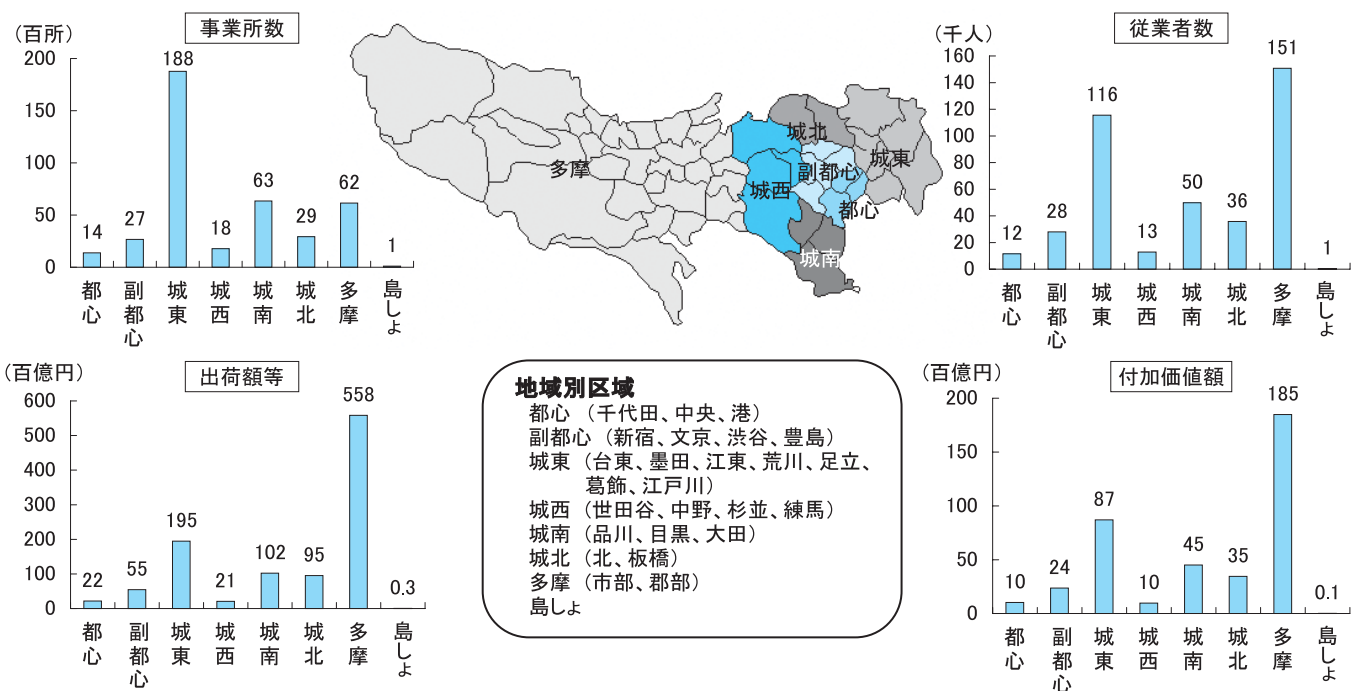 事業所数
(百所)
200
150
100
50
0
14
27
188
18
63
29
62
1
都心
副都心
城東
城西
城南
城北
多摩
島しょ
多摩
城北
城東
副都心
城西
都心
城南
従業者数
(千人)
160
140
120
100
80
60
40
20
0
12
28
116
13
50
36
151
1
都心
副都心
城東
城西
城南
城北
多摩
島しょ
出荷額等
(百億円)
600
500
400
300
200
100
0
22
55
195
21
102
95
558
0.3
都心
副都心
城東
城西
城南
城北
多摩
島しょ
地域別区域
都心 (千代田、中央、港)
副都心 (新宿、文京、渋谷、豊島)
城東 (台東、墨田、江東、荒川、足立、
葛飾、江戸川)
城西 (世田谷、中野、杉並、練馬)
城南 (品川、目黒、大田)
城北 (北、板橋)
多摩 (市部、郡部)
島しょ
付加価値額
(百億円)
200
150
100
50
0
10
24
87
10
45
35
185
0.1
都心
副都心
城東
城西
城南
城北
多摩
島しょ